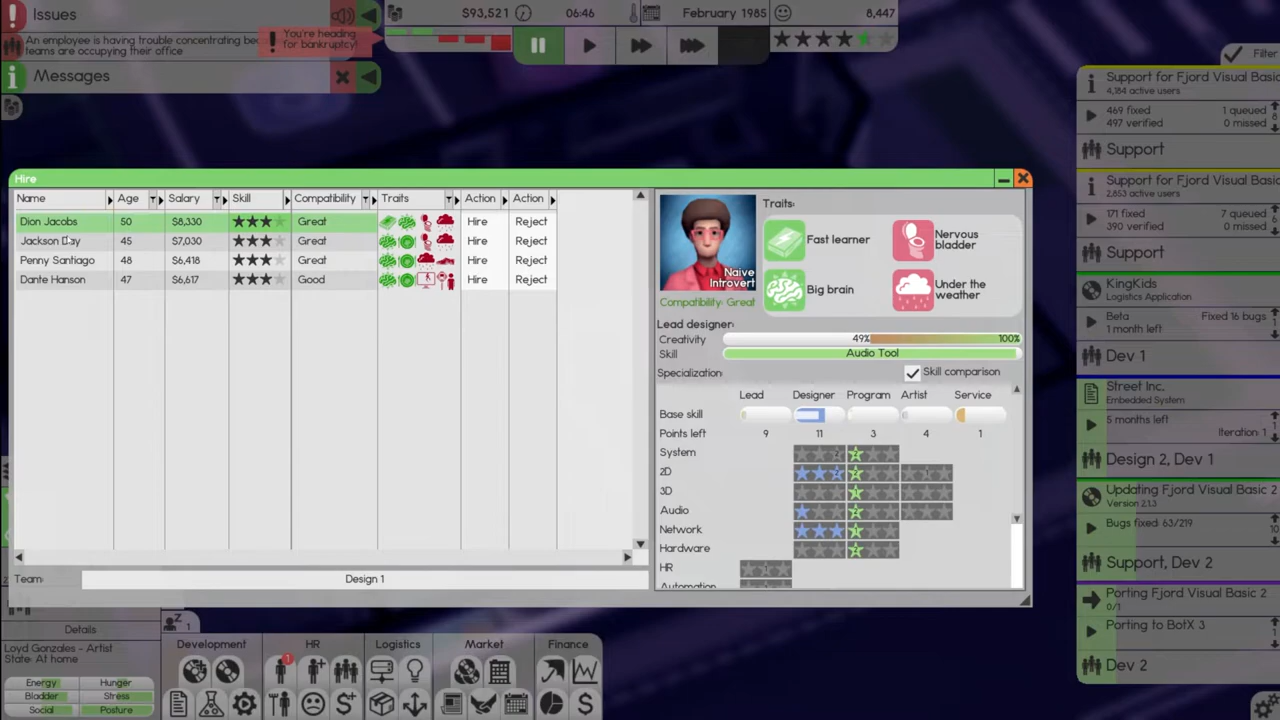 Issues
An employee is having trouble concentrating bec
teams are occupying their office
You're heading
for bankruptcy!
Messages
$93,521
06:46
February 1985
8,447
Filter
Support for Fjord Visual Basic
4,184 active users
469 fixed
1 queued
497 verified
0 missed
Support
Support for Fjord Visual Basic
2,853 active users
171 fixed
7 queued
390 verified
0 missed
Support
KingKids
Logistics Application
Beta
Fixed 16 bugs
1 month left
Dev 1
Street Inc.
Embedded System
5 months left
Iteration 1
Design 2, Dev 1
Updating Fjord Visual Basic 2
Version 2.1.3
Bugs fixed: 63/219
Support, Dev 2
Porting Fjord Visual Basic 2
0/1
Porting to BotX 3
Dev 2
Hire
Name Age Salary Skill Compatibility Traits Action Action
Dion Jacobs 50 $8,330 Great Hire Reject
Jackson Day 45 $7,030 Great Hire Reject
Penny Santiago 48 $6,418 Great Hire Reject
Dante Hanson 47 $6,617 Good Hire Reject
Team: Design 1
Naive
Introvert
Compatibility: Great
Traits:
Fast learner
Nervous
bladder
Big brain
Under the
weather
Lead designer:
Creativity 49% 100%
Skill Audio Tool
Specialization:
Skill comparison
Lead Designer Program Artist Service
Base skill
Points left 9 11 3 4 1
System
2D
3D
Audio
Network
Hardware
HR
Automation
Details
Loyd Gonzales - Artist
State: At home
Energy Hunger
Bladder Stress
Social Posture
Z 1
Development
HR
1
Logistics
Market
Finance